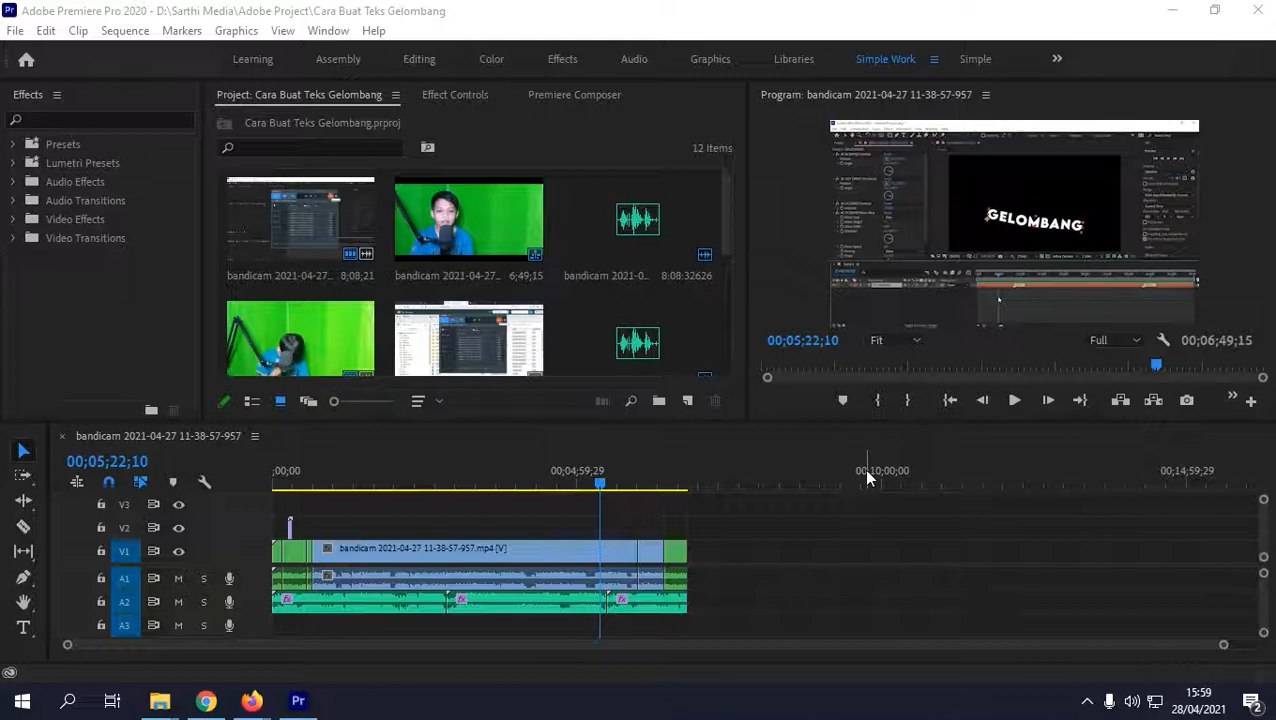 Adobe Premiere Pro 2020 - D:\Sarthi Media\Adobe Project\Cara Buat Teks Gelombang
File Edit Clip Sequence Markers Graphics View Window Help
Learning Assembly Editing Color Effects Audio Graphics Libraries Simple Work Simple
Effects
Project: Cara Buat Teks Gelombang Effect Controls Premiere Composer
Program: bandicam 2021-04-27 11-38-57-957
Cara Buat Teks Gelombang.prproj
Presets
12 Items
Lumetri Presets
Audio Effects
Audio Transitions
Video Effects
Video Transitions
GELOMBANG
bandicam 2021-04-27... 8:08:21
bandicam 2021-04-27... 6:49;15
bandicam 2021-0... 8:08:32626
00;05;22;10 Fit Full
bandicam 2021-04-27 11-38-57-957
00;05;22;10
;00;00 00;04;59;29 00;10;00;00 00;14;59;29
V3
V2
V1 bandicam 2021-04-27 11-38-57-957.mp4 [V]
A1 M S
A2 M S fx fx fx
A3 M S
Pr
15:59
28/04/2021
2